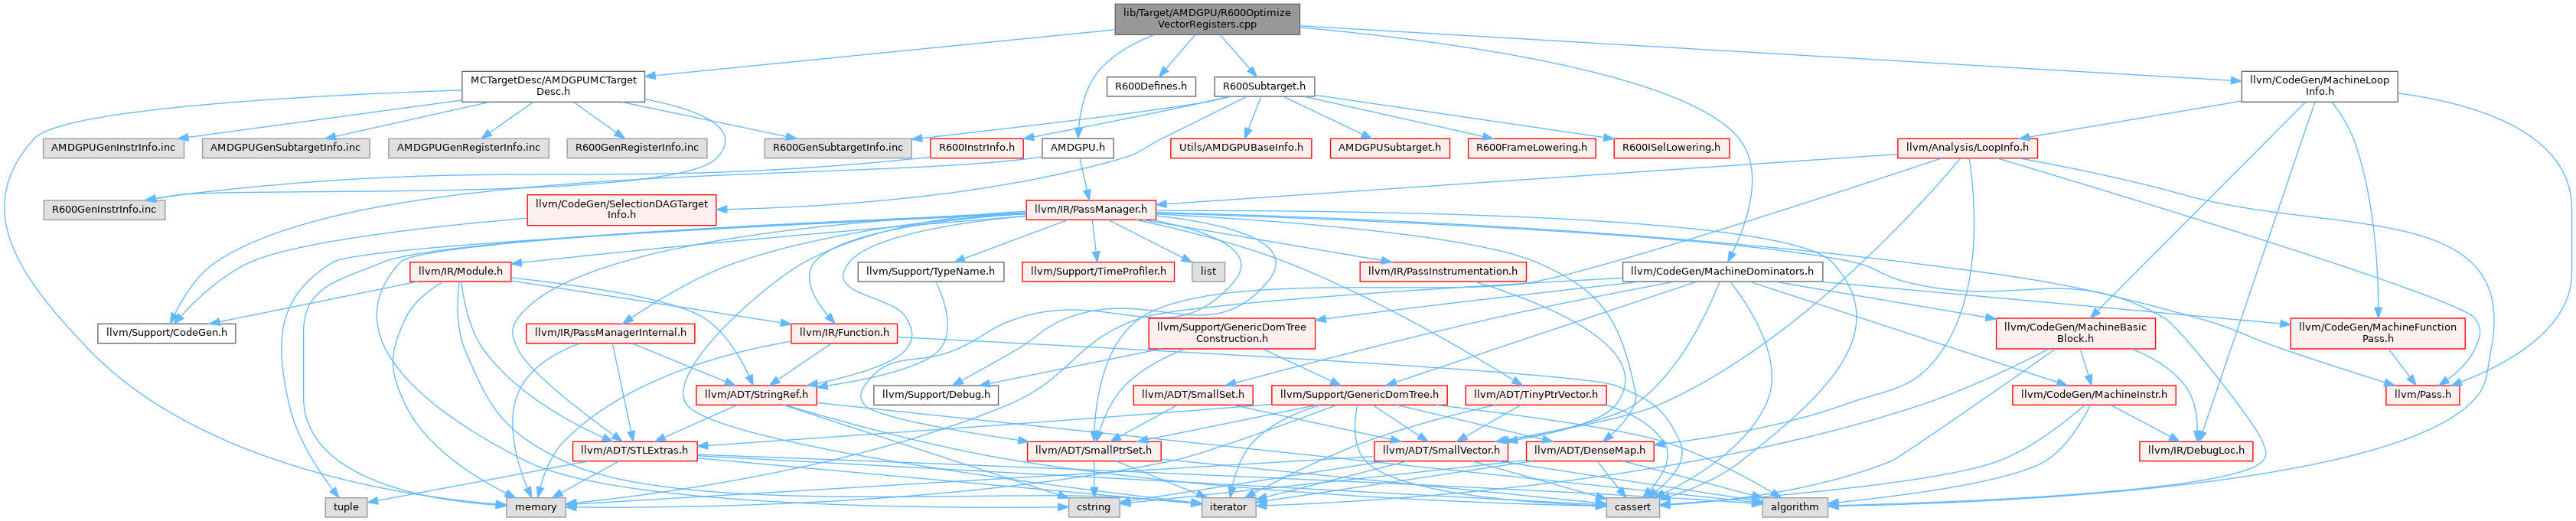 lib/Target/AMDGPU/R600Optimize
VectorRegisters.cpp
MCTargetDesc/AMDGPUMCTarget
Desc.h
R600Defines.h
R600Subtarget.h
llvm/CodeGen/MachineLoop
Info.h
AMDGPUGenInstrInfo.inc
AMDGPUGenSubtargetInfo.inc
AMDGPUGenRegisterInfo.inc
R600GenRegisterInfo.inc
R600GenSubtargetInfo.inc
R600InstrInfo.h
AMDGPU.h
Utils/AMDGPUBaseInfo.h
AMDGPUSubtarget.h
R600FrameLowering.h
R600ISelLowering.h
llvm/Analysis/LoopInfo.h
R600GenInstrInfo.inc
llvm/CodeGen/SelectionDAGTarget
Info.h
llvm/IR/PassManager.h
llvm/IR/Module.h
llvm/Support/TypeName.h
llvm/Support/TimeProfiler.h
list
llvm/IR/PassInstrumentation.h
llvm/CodeGen/MachineDominators.h
llvm/Support/CodeGen.h
llvm/IR/PassManagerInternal.h
llvm/IR/Function.h
llvm/Support/GenericDomTree
Construction.h
llvm/CodeGen/MachineBasic
Block.h
llvm/CodeGen/MachineFunction
Pass.h
llvm/ADT/StringRef.h
llvm/Support/Debug.h
llvm/ADT/SmallSet.h
llvm/Support/GenericDomTree.h
llvm/ADT/TinyPtrVector.h
llvm/CodeGen/MachineInstr.h
llvm/Pass.h
llvm/ADT/STLExtras.h
llvm/ADT/SmallPtrSet.h
llvm/ADT/SmallVector.h
llvm/ADT/DenseMap.h
llvm/IR/DebugLoc.h
tuple
memory
cstring
iterator
cassert
algorithm